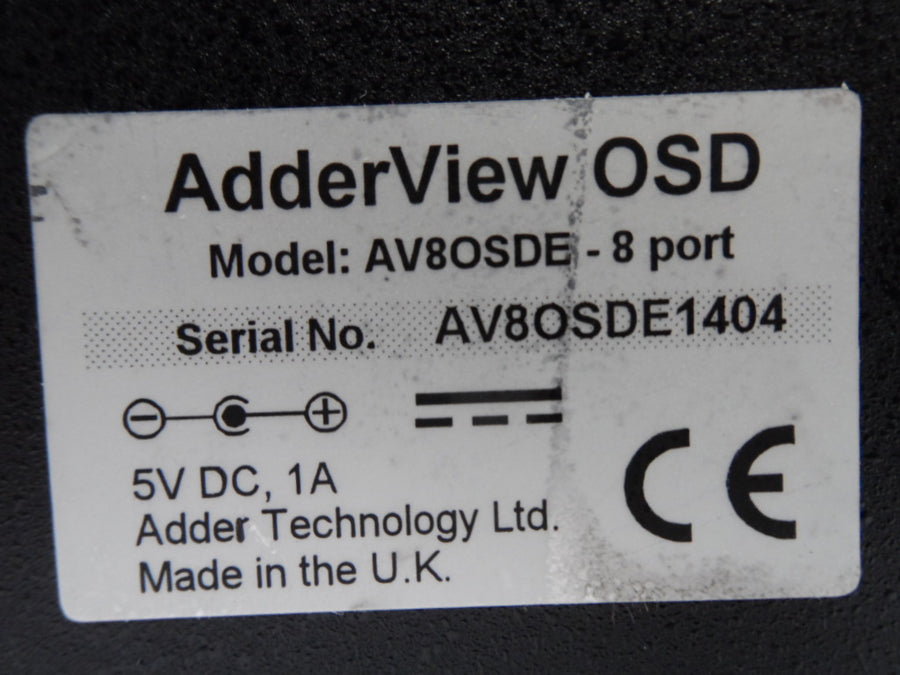 AdderView OSD
Model: AV8OSDE - 8 port
Serial No. AV8OSDE1404
5V DC, 1A
Adder Technology Ltd.
Made in the U.K.
CE